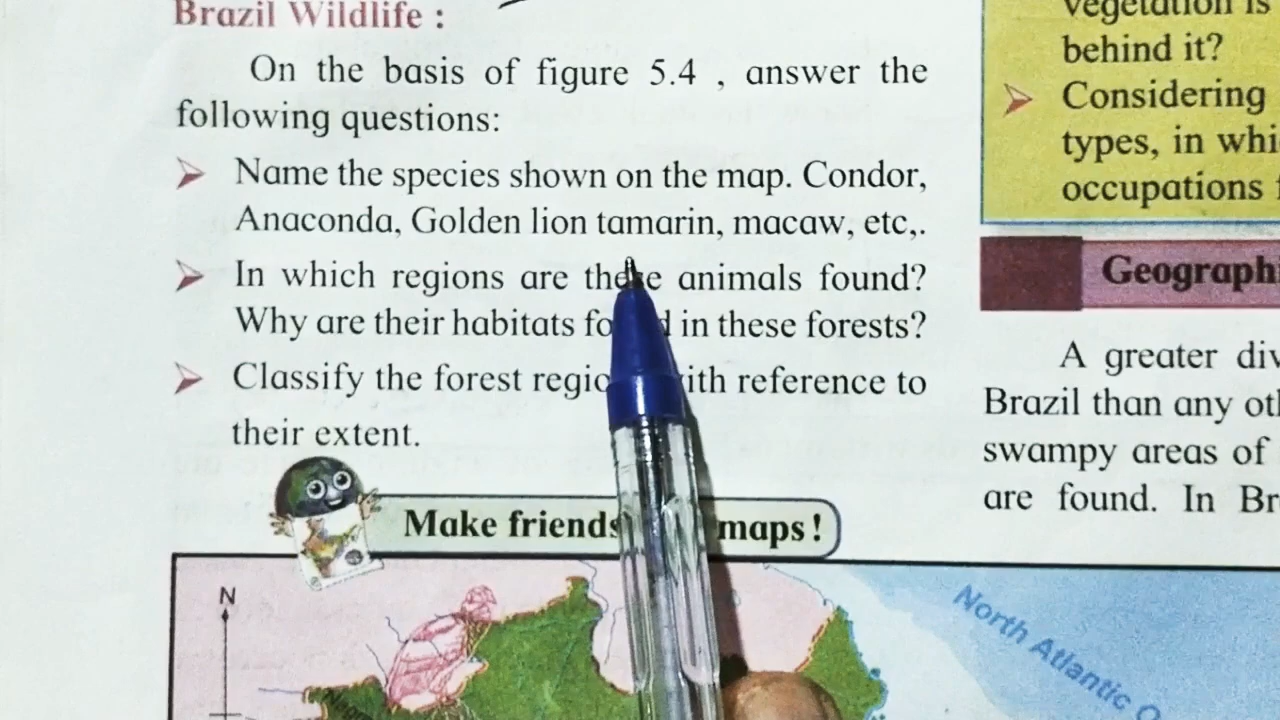 Brazil Wildlife :
On the basis of figure 5.4 , answer the
following questions:
Name the species shown on the map. Condor,
Anaconda, Golden lion tamarin, macaw, etc,.
In which regions are these animals found?
Why are their habitats in these forests?
Classify the forest with reference to
their extent.
Make friends maps!
N
North Atlantic
vegetation is
behind it?
Considering
types, in whi
occupations
Geographi
A greater div
Brazil than any oth
swampy areas of
are found. In Br